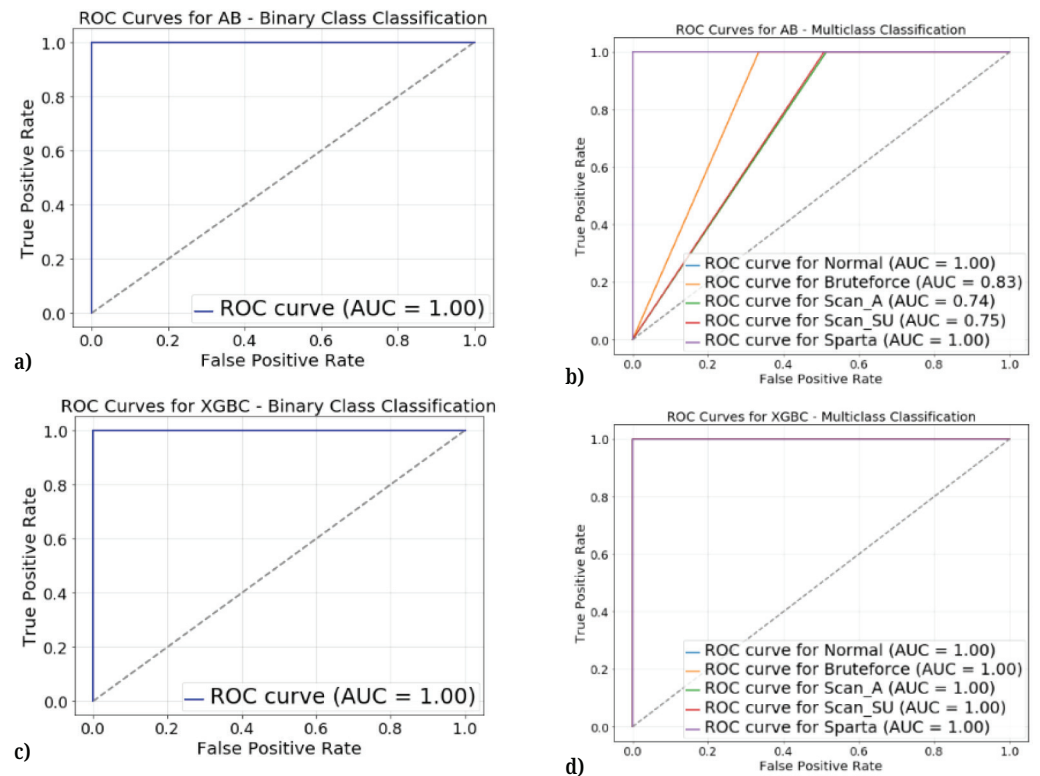 ROC Curves for AB - Binary Class Classification
1.0
0.8
0.6
0.4
0.2
0.0
True Positive Rate
ROC curve (AUC = 1.00)
0.0 0.2 0.4 0.6 0.8 1.0
False Positive Rate
a)
ROC Curves for AB - Multiclass Classification
1.0
0.8
0.6
0.4
0.2
0.0
True Positive Rate
ROC curve for Normal (AUC = 1.00)
ROC curve for Bruteforce (AUC = 0.83)
ROC curve for Scan_A (AUC = 0.74)
ROC curve for Scan_SU (AUC = 0.75)
ROC curve for Sparta (AUC = 1.00)
0.0 0.2 0.4 0.6 0.8 1.0
False Positive Rate
b)
ROC Curves for XGBC - Binary Class Classification
1.0
0.8
0.6
0.4
0.2
0.0
True Positive Rate
ROC curve (AUC = 1.00)
0.0 0.2 0.4 0.6 0.8 1.0
False Positive Rate
c)
ROC Curves for XGBC - Multiclass Classification
1.0
0.8
0.6
0.4
0.2
0.0
True Positive Rate
ROC curve for Normal (AUC = 1.00)
ROC curve for Bruteforce (AUC = 1.00)
ROC curve for Scan_A (AUC = 1.00)
ROC curve for Scan_SU (AUC = 1.00)
ROC curve for Sparta (AUC = 1.00)
0.0 0.2 0.4 0.6 0.8 1.0
False Positive Rate
d)